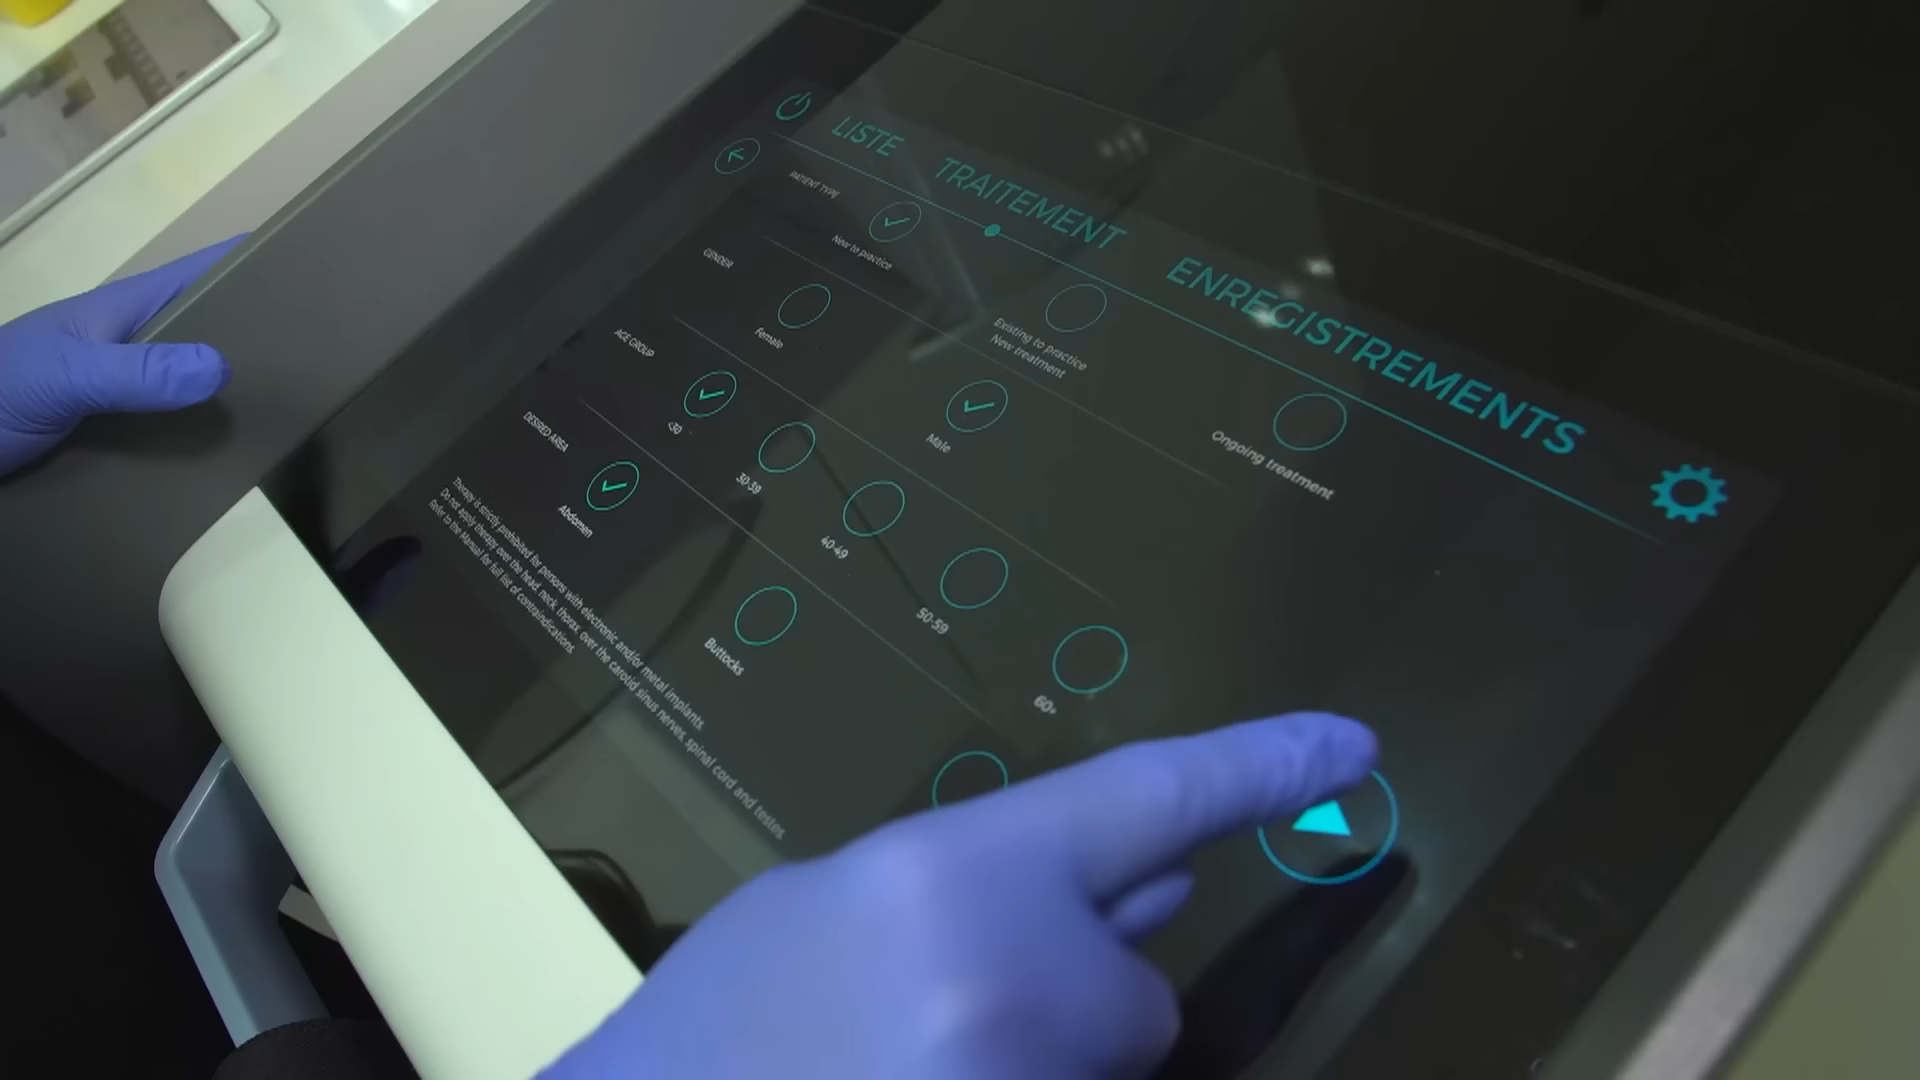 LISTE
TRAITEMENT
ENREGISTREMENTS
PATIENT TYPE
New to practice
Existing to practice
New treatment
Ongoing treatment
GENDER
Female
Male
AGE GROUP
<30
30-39
40-49
50-59
60+
DESIRED AREA
Abdomen
Buttocks
Therapy is strictly prohibited for persons with electronic and/or metal implants.
Do not apply therapy over the head, neck, thorax, over the carotid sinus nerves, spinal cord and testes.
Refer to the Manual for full list of contraindications.